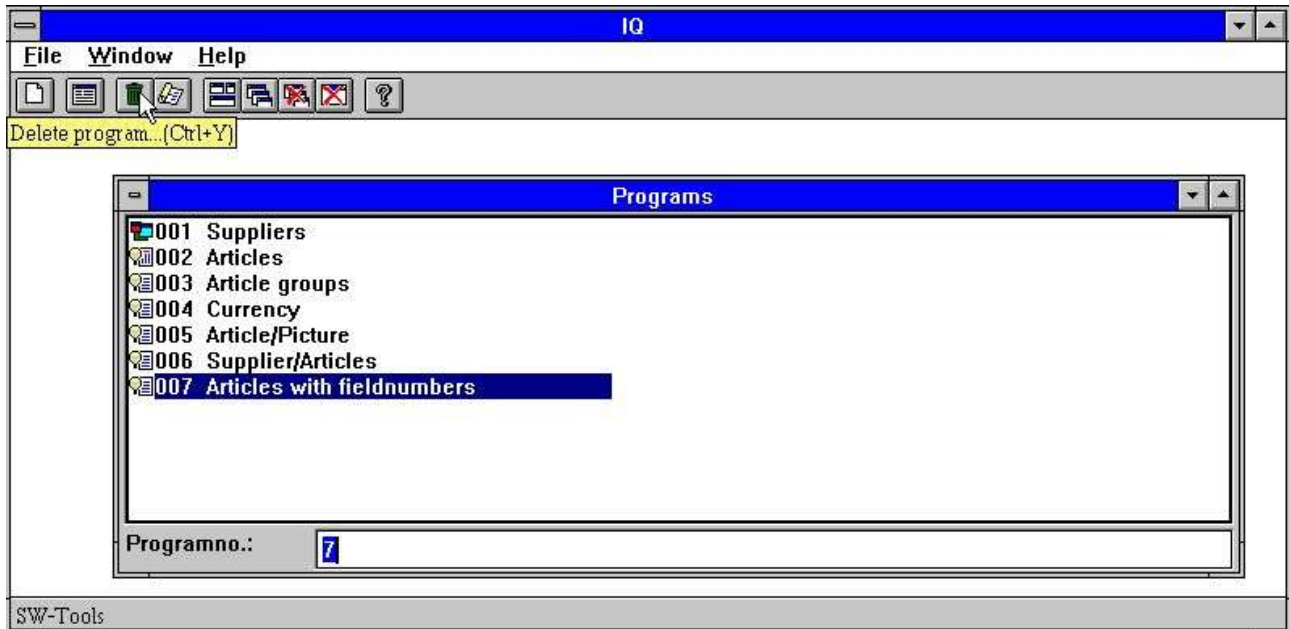 IQ
File Window Help
Delete program...(Ctrl+Y)
Programs
001 Suppliers
002 Articles
003 Article groups
004 Currency
005 Article/Picture
006 Supplier/Articles
007 Articles with fieldnumbers
Programno.: 7
SW-Tools